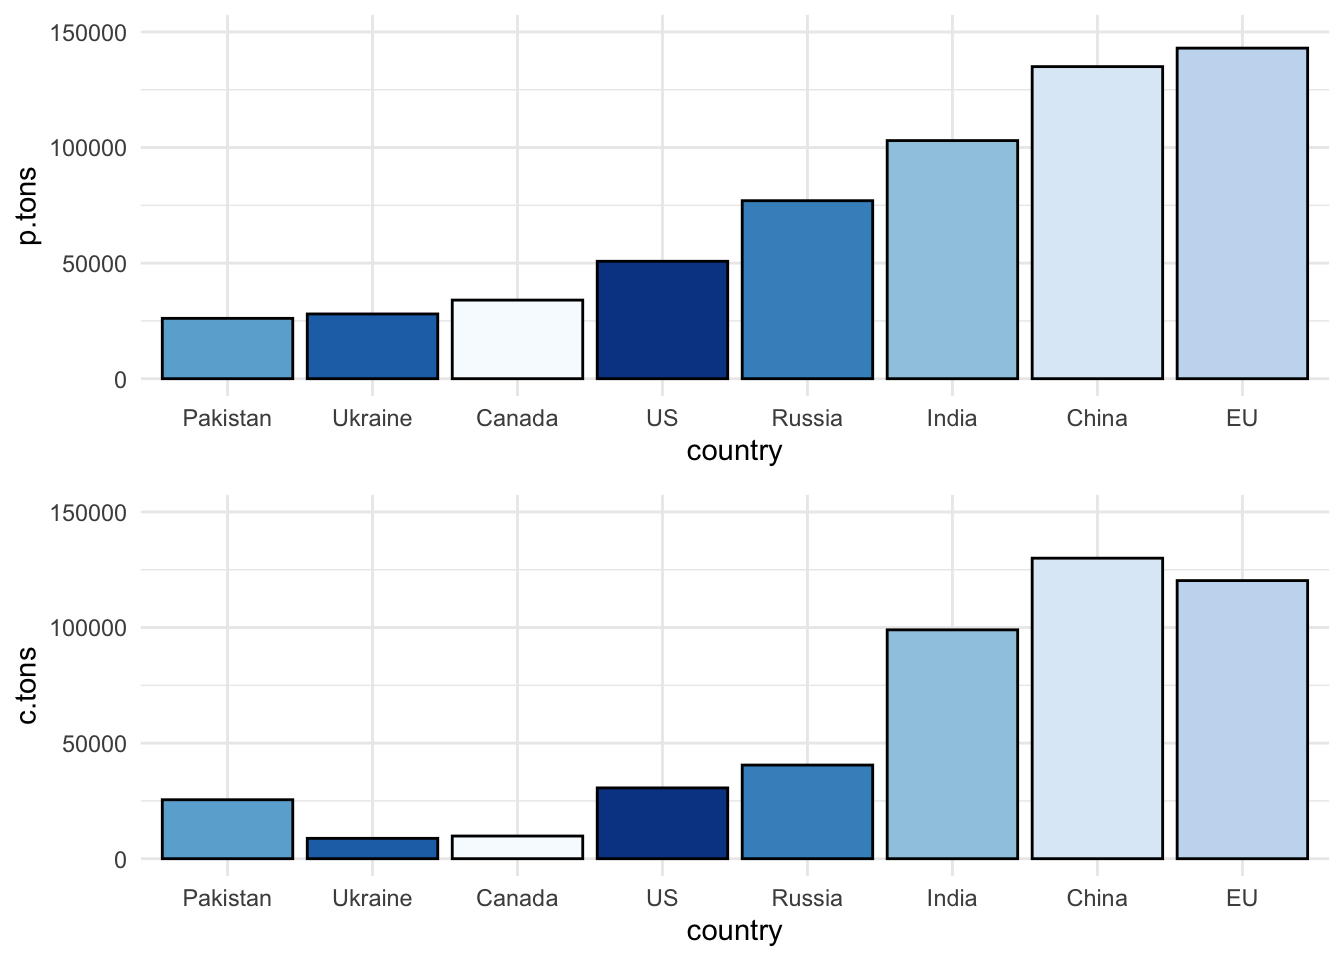 150000
100000
p.tons
50000
0
Pakistan Ukraine Canada US Russia India China EU
country
150000
100000
c.tons
50000
0
Pakistan Ukraine Canada US Russia India China EU
country